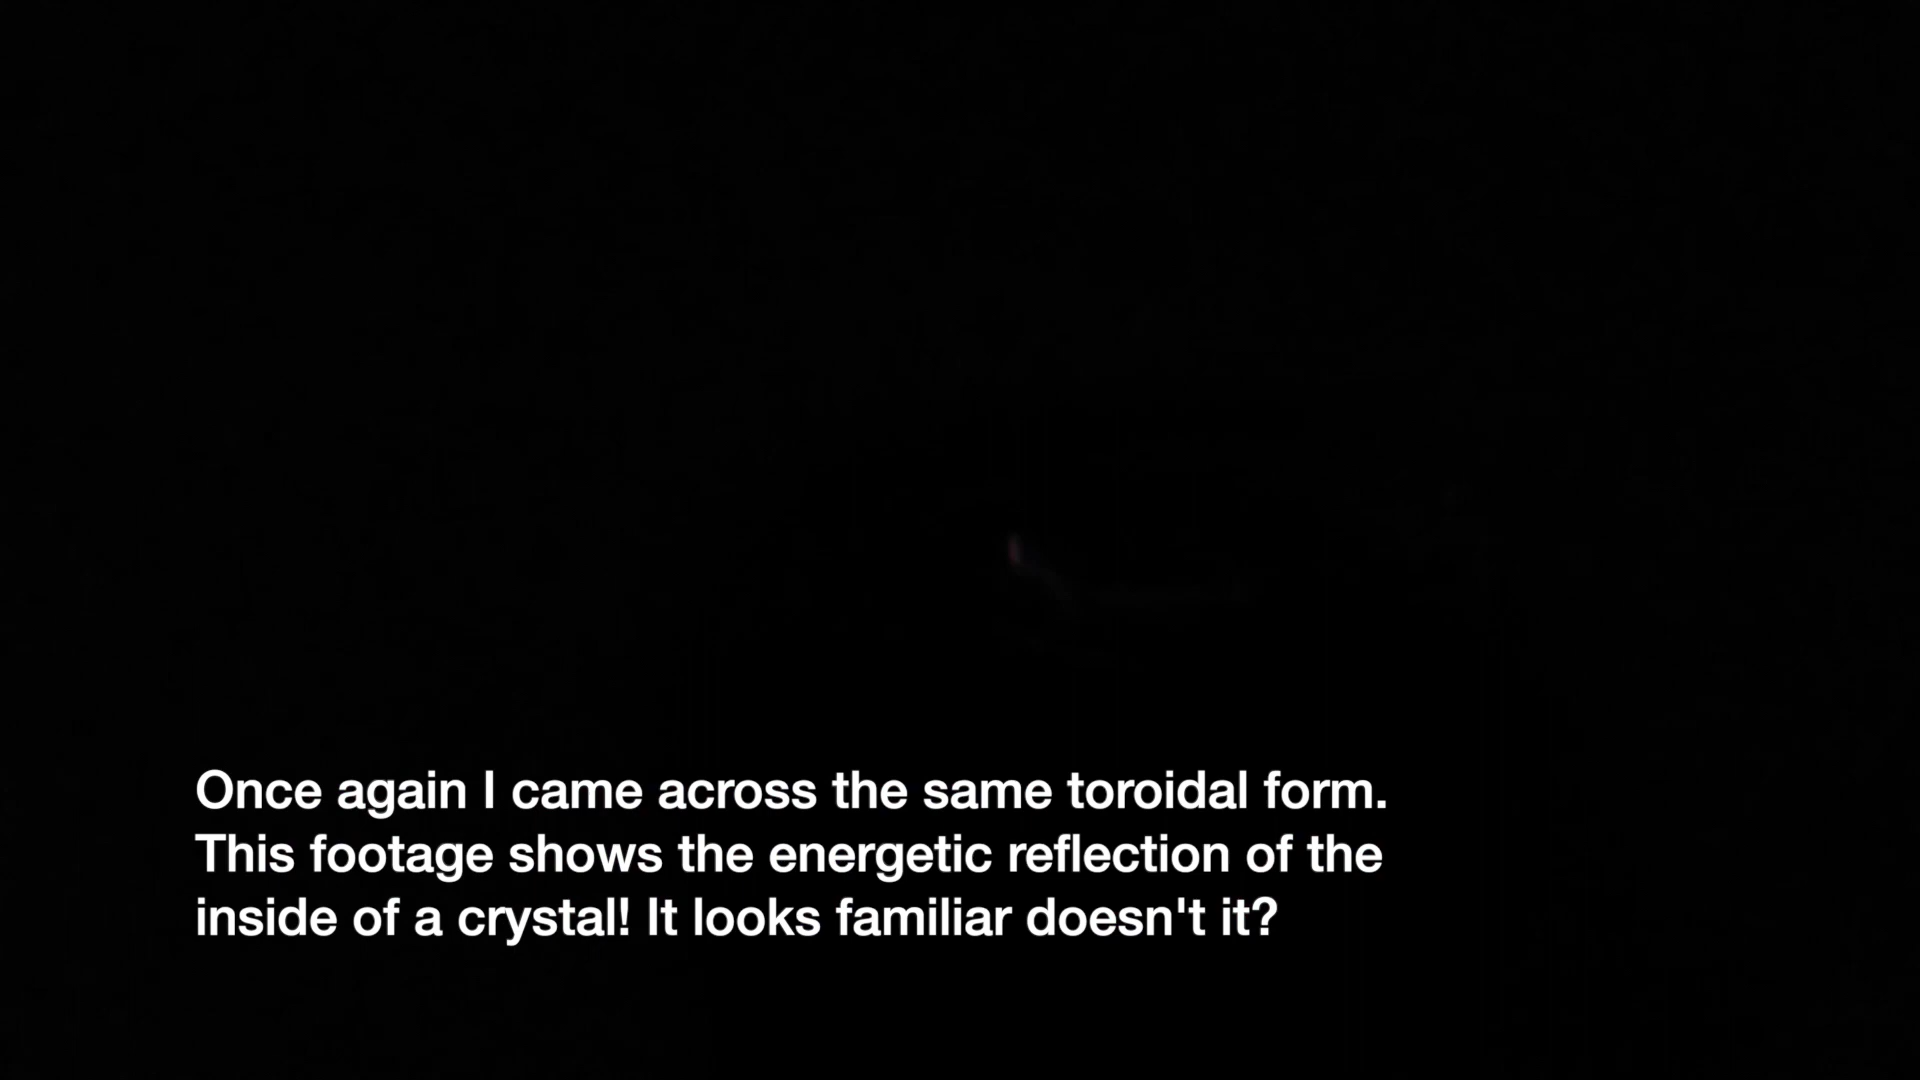 Once again I came across the same toroidal form.
This footage shows the energetic reflection of the
inside of a crystal! It looks familiar doesn't it?